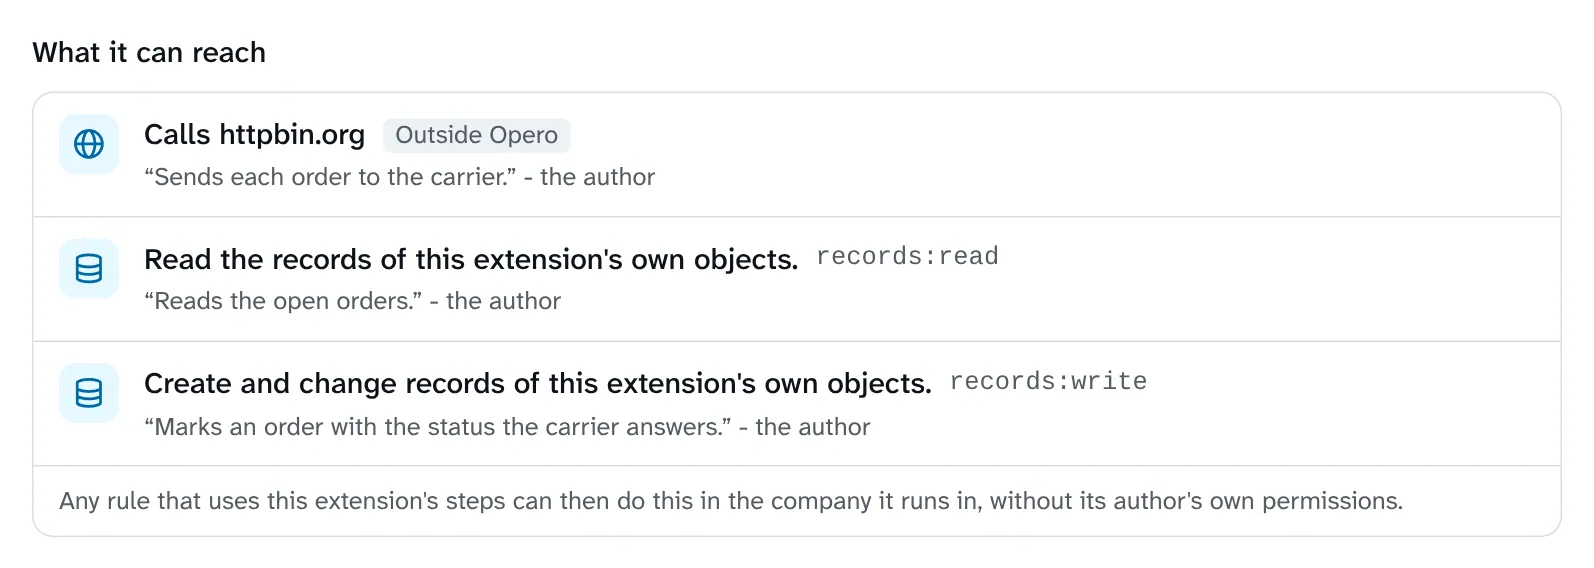 What it can reach
Calls httpbin.org Outside Opero
“Sends each order to the carrier.” - the author
Read the records of this extension's own objects. records:read
“Reads the open orders.” - the author
Create and change records of this extension's own objects. records:write
“Marks an order with the status the carrier answers.” - the author
Any rule that uses this extension's steps can then do this in the company it runs in, without its author's own permissions.